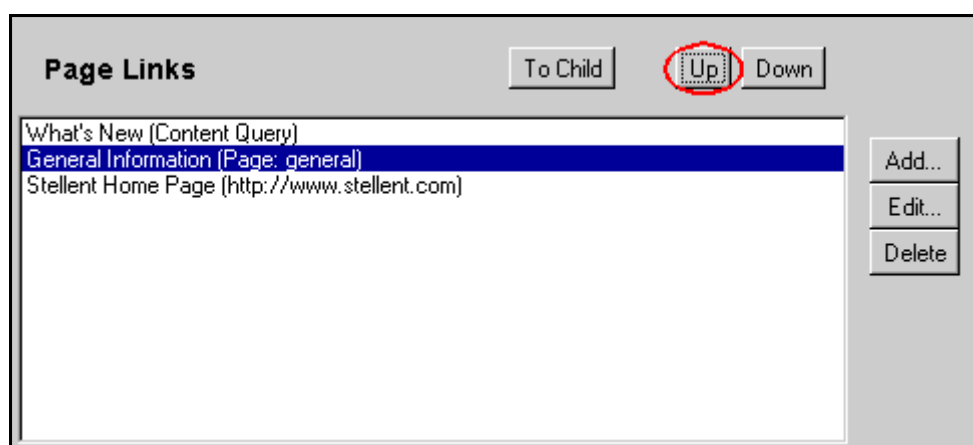 Page Links
To Child
Up
Down
What's New (Content Query)
General Information (Page: general)
Stellent Home Page (http://www.stellent.com)
Add...
Edit...
Delete